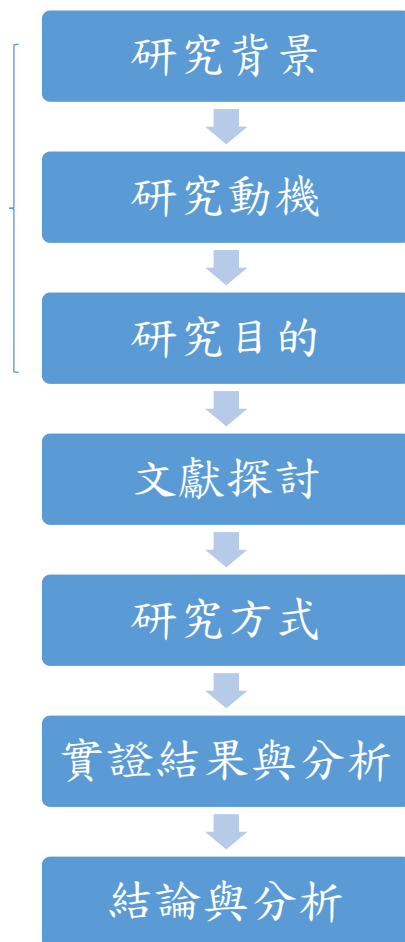 研究背景
研究動機
研究目的
文獻探討
研究方式
實證結果與分析
結論與分析